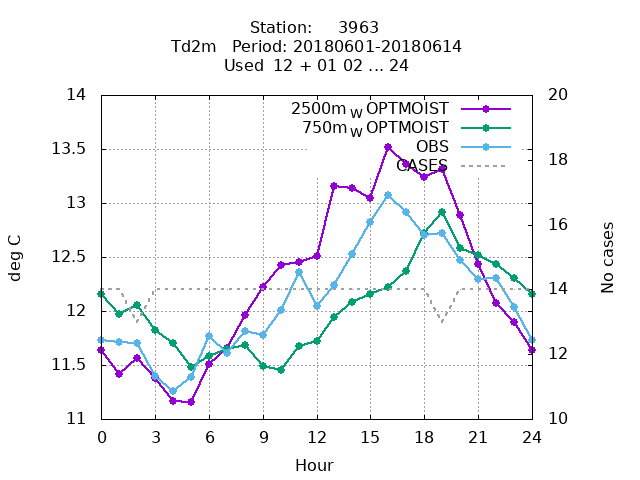 Station: 3963
Td2m Period: 20180601-20180614
Used 12 + 01 02 ... 24
14 20
2500m W OPTMOIST
750m W OPTMOIST
OBS
13.5 18
CASES
13 16
12.5 14
12
11.5 12
11 10
deg C
No cases
0 3 6 9 12 15 18 21 24
Hour